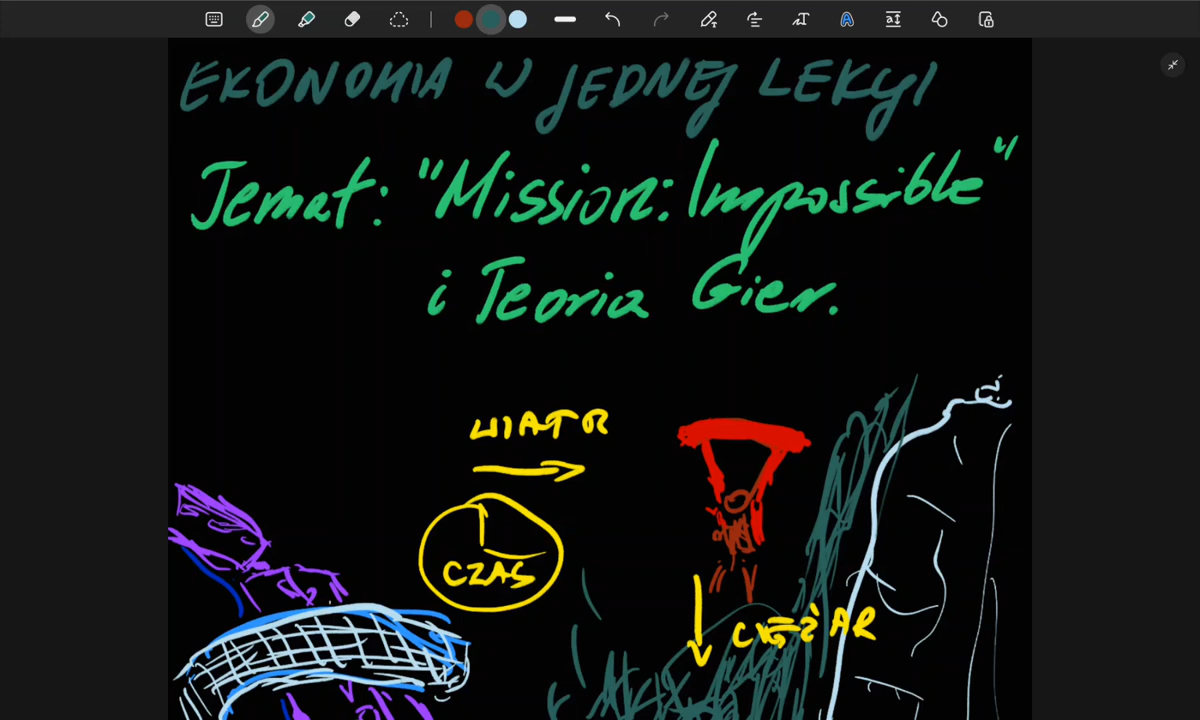 EKONOMIA W JEDNEJ LEKCJI
Temat: "Mission: Impossible"
i Teoria Gier.
WIATR
CZAS
CIĘŻAR